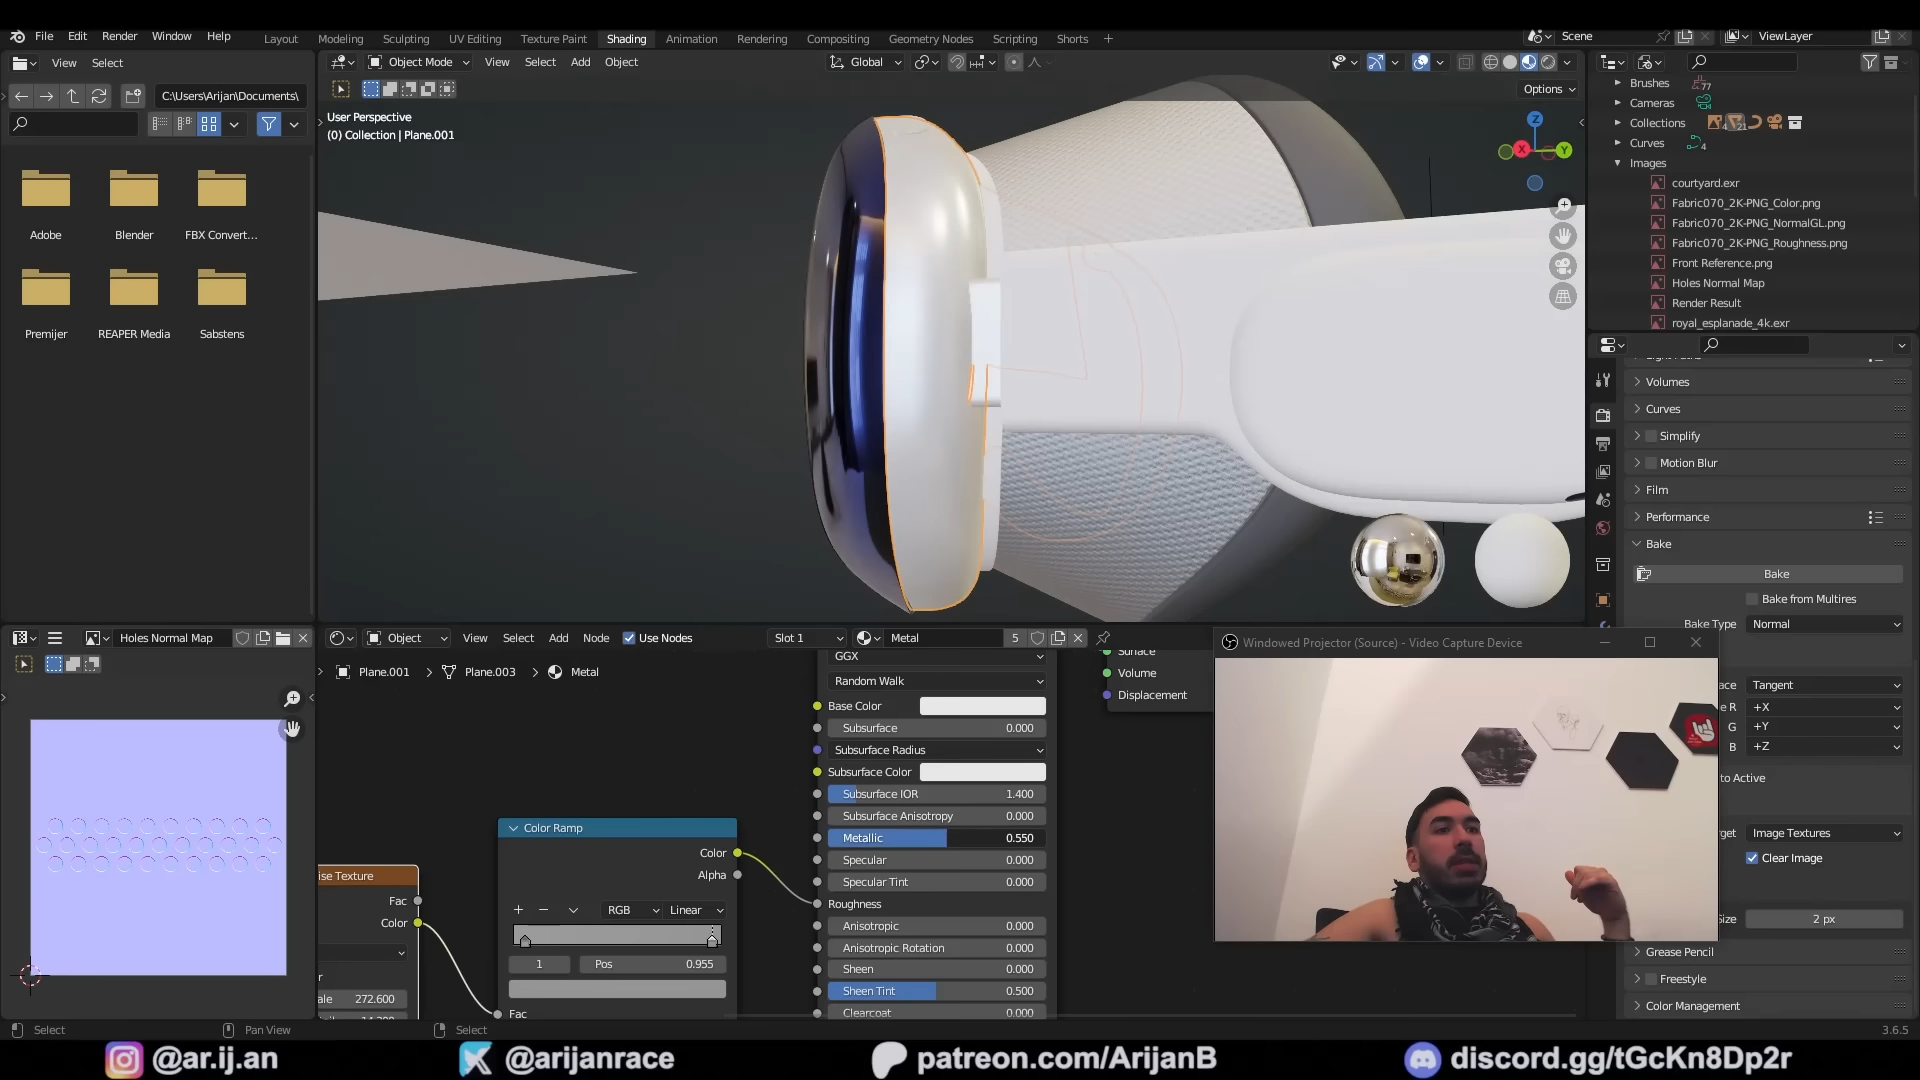 File Edit Render Window Help
Layout Modeling Sculpting UV Editing Texture Paint Shading Animation Rendering Compositing Geometry Nodes Scripting Shorts +
Scene ViewLayer
View Select
Object Mode View Select Add Object
Global
C:\Users\Arijan\Documents\
Options
User Perspective
(0) Collection | Plane.001
Z
X
Y
Adobe Blender FBX Convert...
Premijer REAPER Media Sabstens
Brushes 77
Cameras
Collections 4 21
Curves 4
Images
courtyard.exr
Fabric070_2K-PNG_Color.png
Fabric070_2K-PNG_NormalGL.png
Fabric070_2K-PNG_Roughness.png
Front Reference.png
Holes Normal Map
Render Result
royal_esplanade_4k.exr
Volumes
Curves
Simplify
Motion Blur
Film
Performance
Bake
Bake
Bake from Multires
Bake Type Normal
ace Tangent
e R +X
G +Y
B +Z
to Active
get Image Textures
Clear Image
Size 2 px
Grease Pencil
Freestyle
Color Management
Holes Normal Map
Object View Select Add Node Use Nodes Slot 1 Metal 5
Plane.001 > Plane.003 > Metal
GGX
Random Walk
Base Color
Subsurface 0.000
Subsurface Radius
Subsurface Color
Subsurface IOR 1.400
Subsurface Anisotropy 0.000
Metallic 0.550
Specular 0.000
Specular Tint 0.000
Roughness
Anisotropic 0.000
Anisotropic Rotation 0.000
Sheen 0.000
Sheen Tint 0.500
Clearcoat 0.000
Surface
Volume
Displacement
Color Ramp
Color
Alpha
RGB Linear
1 Pos 0.955
Fac
ise Texture
Fac
Color
ale 272.600
Windowed Projector (Source) - Video Capture Device
Select Pan View Select 3.6.5
@ar.ij.an @arijanrace patreon.com/ArijanB discord.gg/tGcKn8Dp2r